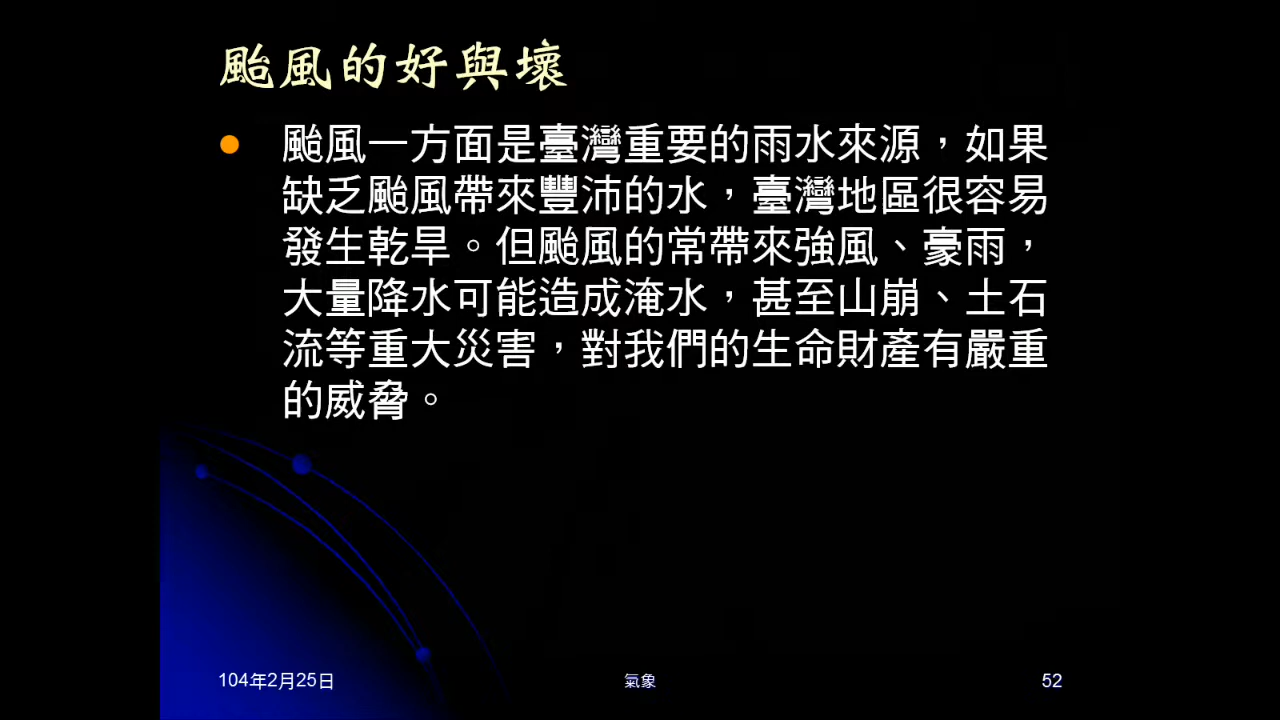 颱風的好與壞
颱風一方面是臺灣重要的雨水來源，如果
缺乏颱風帶來豐沛的水，臺灣地區很容易
發生乾旱。但颱風的常帶來強風、豪雨，
大量降水可能造成淹水，甚至山崩、土石
流等重大災害，對我們的生命財產有嚴重
的威脅。
104年2月25日
氣象
52